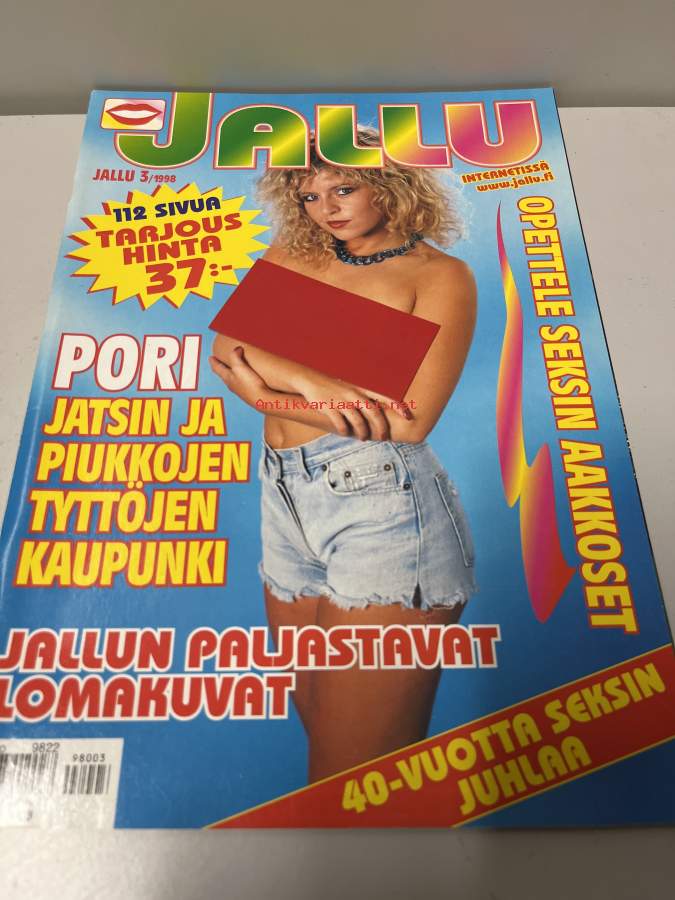 JALLU
JALLU 3/1998
INTERNETISSÄ
www.jallu.fi
112 SIVUA
TARJOUS
HINTA
37:-
OPETTELE SEKSIN AAKKOSET
PORI
JATSIN JA
PIUKKOJEN
TYTTÖJEN
KAUPUNKI
Antikvariaatti.net
JALLUN PALJASTAVAT
LOMAKUVAT
40-VUOTTA SEKSIN
JUHLAA
9822
98003